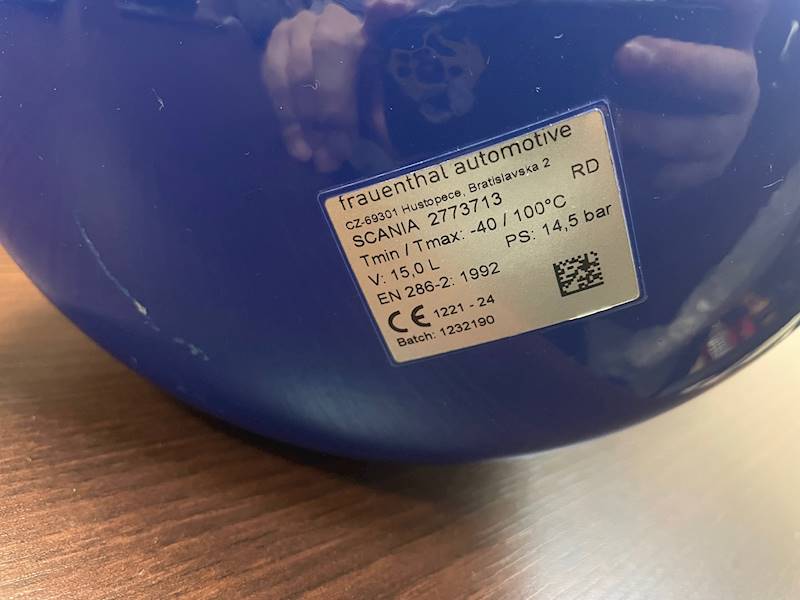 frauenthal automotive
CZ-69301 Hustopece, Bratislavska 2
SCANIA 2773713 RD
Tmin / Tmax: -40 / 100°C
V: 15,0 L PS: 14,5 bar
EN 286-2: 1992
CE 1221 - 24
Batch: 1232190